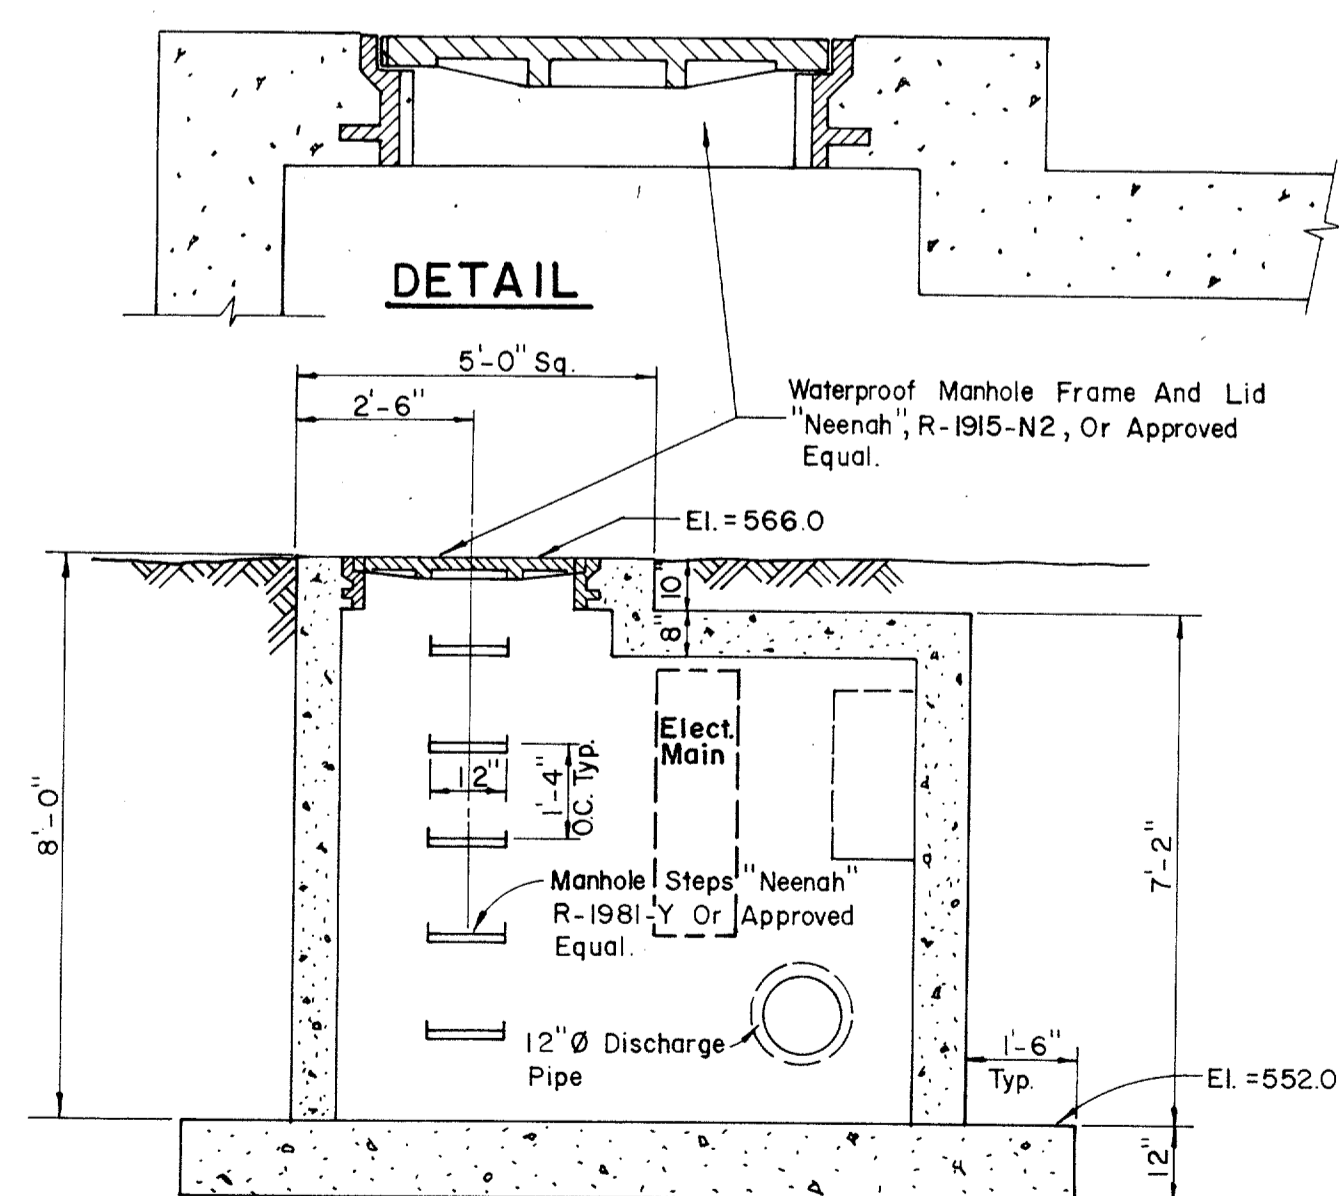 DETAIL
5'-0" Sq.
2'-6"
Waterproof Manhole Frame And Lid
"Neenah", R-1915-N2, Or Approved
Equal.
El. = 566.0
10"
8"
Elect.
Main
12"
1'-4"
O.C. Typ.
8'-0"
7'-2"
Manhole Steps "Neenah"
R-1981-Y Or Approved
Equal.
12"Ø Discharge
Pipe
1'-6"
Typ.
El. = 552.0
12"